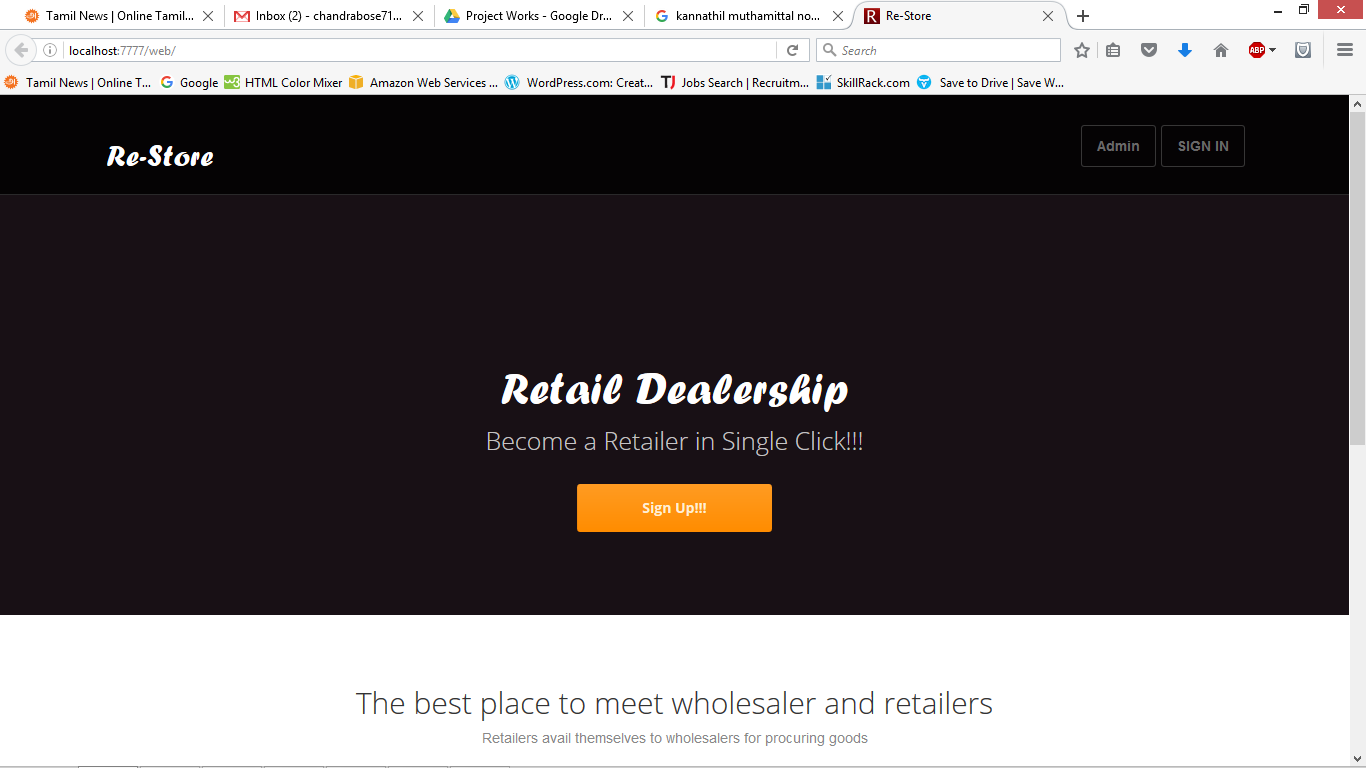 Tamil News | Online Tamil...
Inbox (2) - chandrabose71...
Project Works - Google Dr...
kannathil muthamittal no...
Re-Store
localhost:7777/web/
Search
ABP
Tamil News | Online T...
Google
HTML Color Mixer
Amazon Web Services ...
WordPress.com: Creat...
TJ
Jobs Search | Recruitm...
SkillRack.com
Save to Drive | Save W...
Re-Store
Admin
SIGN IN
Retail Dealership
Become a Retailer in Single Click!!!
Sign Up!!!
The best place to meet wholesaler and retailers
Retailers avail themselves to wholesalers for procuring goods